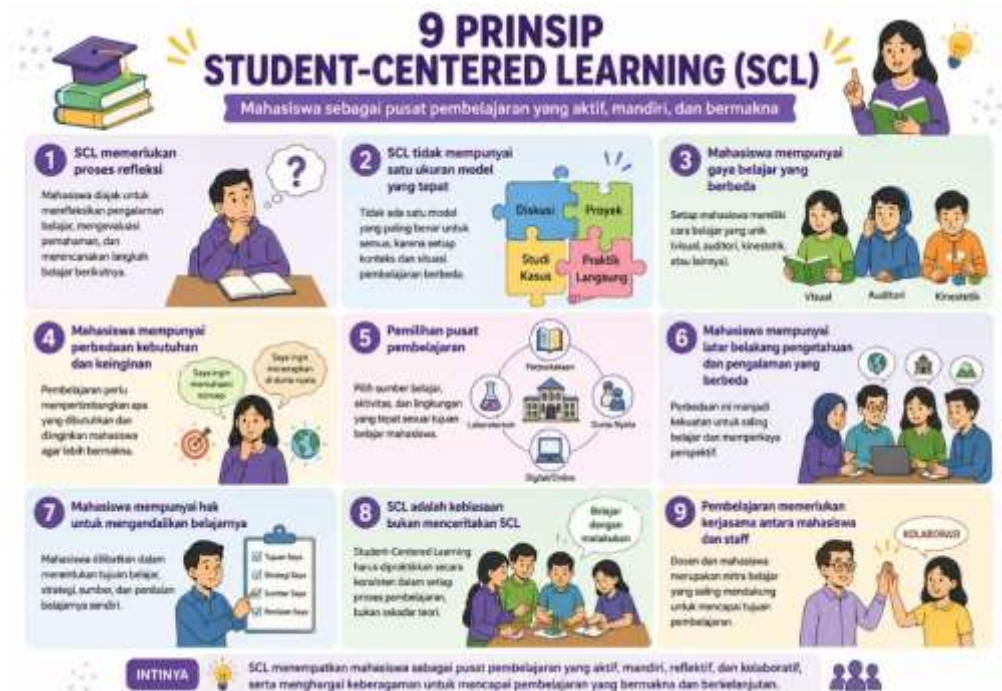 9 PRINSIP
STUDENT-CENTERED LEARNING (SCL)
Mahasiswa sebagai pusat pembelajaran yang aktif, mandiri, dan bermakna
1
SCL memerlukan
proses refleksi
Mahasiswa diajak untuk
merefleksikan pengalaman
belajar, mengevaluasi
pemahaman, dan
merencanakan langkah
belajar berikutnya.
?
2
SCL tidak mempunyai
satu ukuran model
yang tepat
Tidak ada satu model
yang paling benar untuk
semua, karena setiap
konteks dan situasi
pembelajaran berbeda.
Diskusi
Proyek
Studi
Kasus
Praktik
Langsung
3
Mahasiswa mempunyai
gaya belajar yang
berbeda
Setiap mahasiswa memiliki
cara belajar yang unik
(visual, auditori, kinestetik,
atau lainnya).
Visual
Auditori
Kinestetik
4
Mahasiswa mempunyai
perbedaan kebutuhan
dan keinginan
Pembelajaran perlu
mempertimbangkan apa
yang dibutuhkan dan
diinginkan mahasiswa
agar lebih bermakna.
Saya ingin
memahami
konsep
Saya ingin
menerapkan
di dunia nyata
5
Pemilihan pusat
pembelajaran
Pilih sumber belajar,
aktivitas, dan lingkungan
yang tepat sesuai tujuan
belajar mahasiswa.
Perpustakaan
Laboratorium
Dunia Nyata
Digital/Online
6
Mahasiswa mempunyai
latar belakang pengetahuan
dan pengalaman yang
berbeda
Perbedaan ini menjadi
kekuatan untuk saling
belajar dan memperkaya
perspektif.
7
Mahasiswa mempunyai hak
untuk mengendalikan belajarnya
Mahasiswa dilibatkan dalam
menentukan tujuan belajar,
strategi, sumber, dan penilaian
belajarnya sendiri.
Tujuan Saya
Strategi Saya
Sumber Saya
Penilaian Saya
8
SCL adalah kebiasaan
bukan menceritakan SCL
Student-Centered Learning
harus dipraktikkan secara
konsisten dalam setiap
proses pembelajaran,
bukan sekadar teori.
Belajar
dengan
melakukan
9
Pembelajaran memerlukan
kerjasama antara mahasiswa
dan staff
Dosen dan mahasiswa
merupakan mitra belajar
yang saling mendukung
untuk mencapai tujuan
pembelajaran.
KOLABORASI
INTINYA
SCL menempatkan mahasiswa sebagai pusat pembelajaran yang aktif, mandiri, reflektif, dan kolaboratif,
serta menghargai keberagaman untuk mencapai pembelajaran yang bermakna dan berkelanjutan.